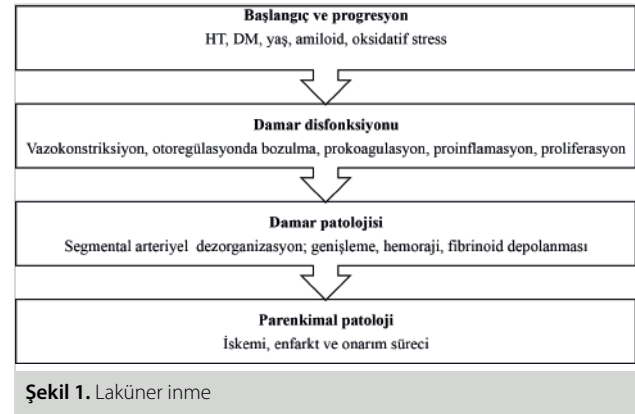 Başlangıç ve progresyon
HT, DM, yaş, amiloid, oksidatif stress
Damar disfonksiyonu
Vazokonstriksiyon, otoregülasyonda bozulma, prokoagulasyon, proinflamasyon, proliferasyon
Damar patolojisi
Segmental arteriyel dezorganizasyon; genişleme, hemoraji, fibrinoid depolanması
Parenkimal patoloji
İskemi, enfarkt ve onarım süreci
Şekil 1. Laküner inme